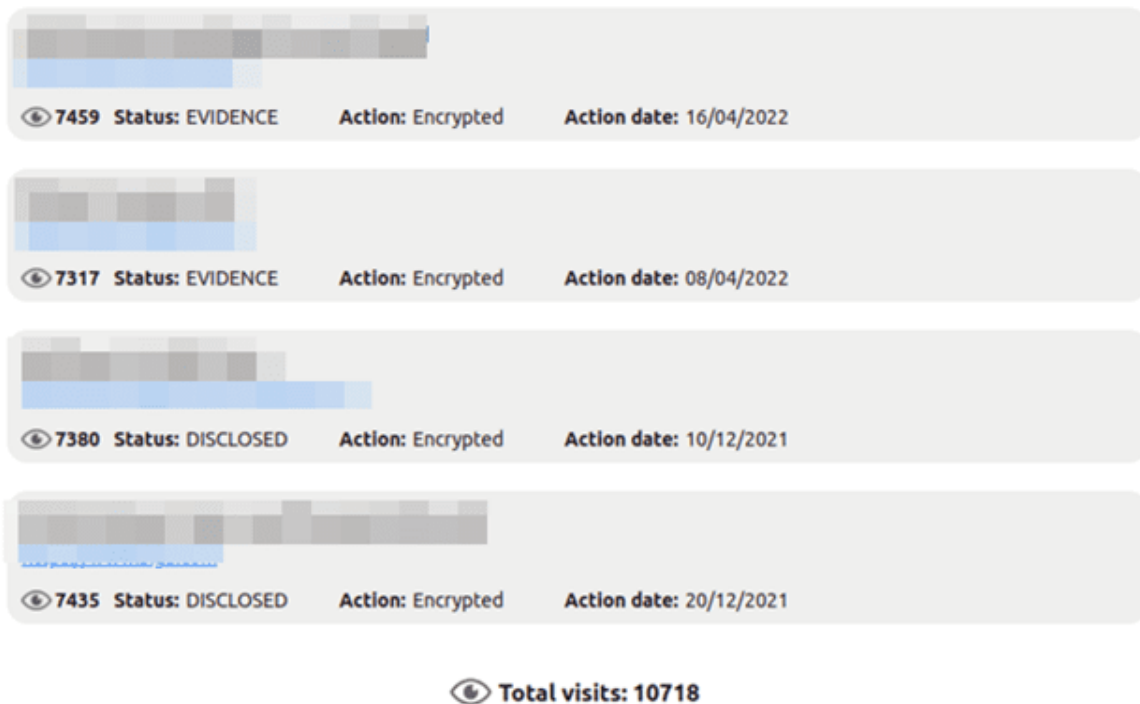 7459 Status: EVIDENCE Action: Encrypted Action date: 16/04/2022
7317 Status: EVIDENCE Action: Encrypted Action date: 08/04/2022
7380 Status: DISCLOSED Action: Encrypted Action date: 10/12/2021
7435 Status: DISCLOSED Action: Encrypted Action date: 20/12/2021
Total visits: 10718